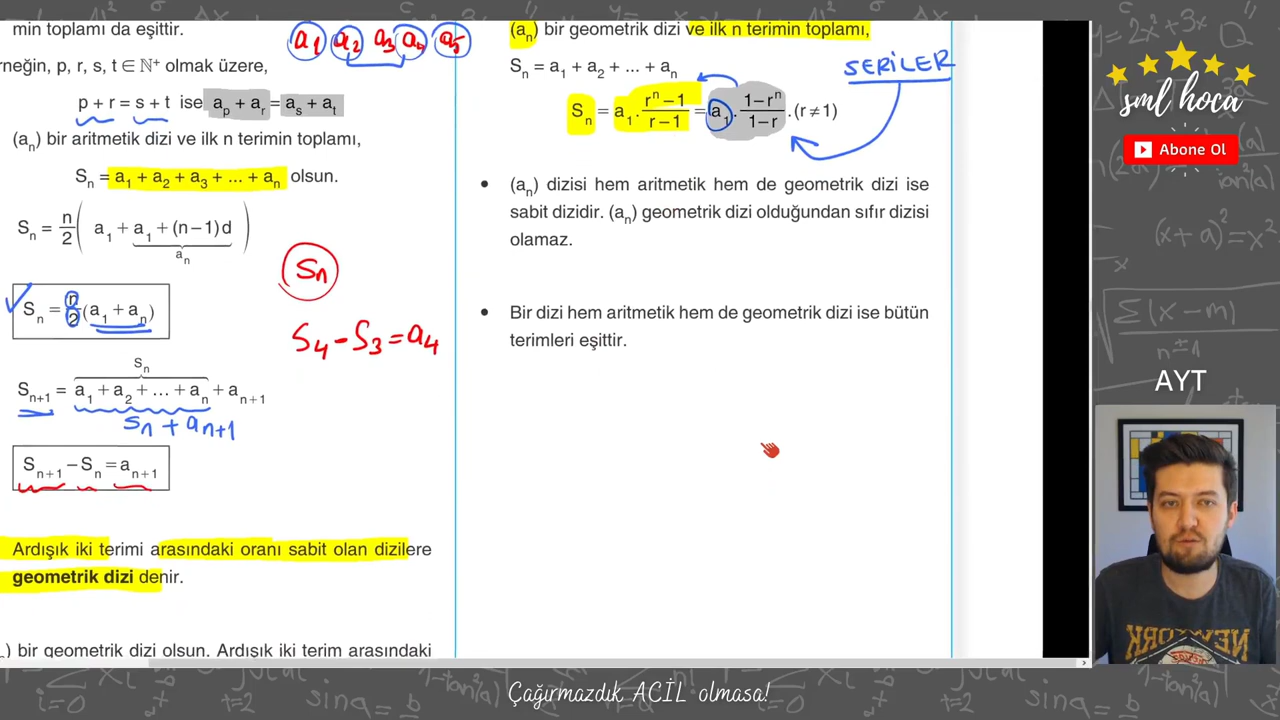 min toplamı da eşittir.
a1 a2 a3 a4 a5
rneğin, p, r, s, t ∈ N⁺ olmak üzere,
p + r = s + t ise a_p + a_r = a_s + a_t
(a_n) bir aritmetik dizi ve ilk n terimin toplamı,
S_n = a_1 + a_2 + a_3 + ... + a_n olsun.
S_n = n/2 ( a_1 + a_1 + (n−1)d )
a_n
Sn
S_n = n/2 (a_1 + a_n)
S4 − S3 = a4
S_n
S_{n+1} = a_1 + a_2 + ... + a_n + a_{n+1}
Sn + an+1
S_{n+1} − S_n = a_{n+1}
Ardışık iki terimi arasındaki oranı sabit olan dizilere
geometrik dizi denir.
) bir geometrik dizi olsun. Ardışık iki terim arasındaki
(a_n) bir geometrik dizi ve ilk n terimin toplamı,
S_n = a_1 + a_2 + ... + a_n
SERİLER
S_n = a_1 . (r^n − 1)/(r − 1) = a_1 . (1 − r^n)/(1 − r) . (r ≠ 1)
• (a_n) dizisi hem aritmetik hem de geometrik dizi ise
sabit dizidir. (a_n) geometrik dizi olduğundan sıfır dizisi
olamaz.
• Bir dizi hem aritmetik hem de geometrik dizi ise bütün
terimleri eşittir.
sml hoca
Abone Ol
AYT
Çağırmazdık ACİL olmasa!